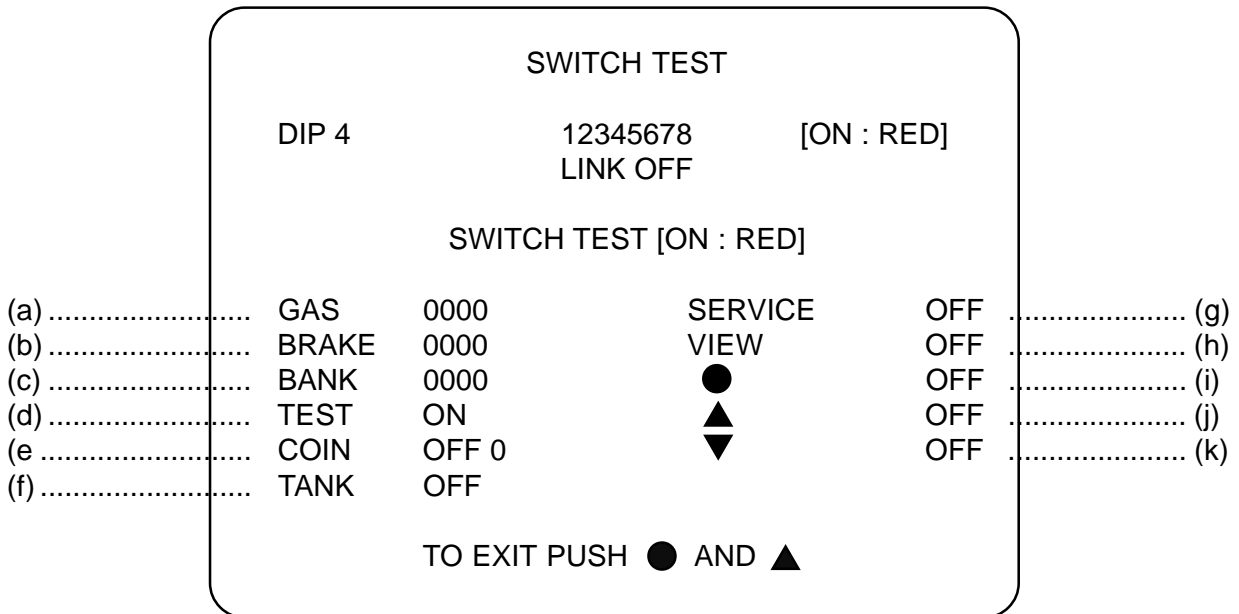 SWITCH TEST
DIP 4 12345678 [ON : RED]
LINK OFF
SWITCH TEST [ON : RED]
(a) .......................... GAS 0000 SERVICE OFF ...................... (g)
(b) .......................... BRAKE 0000 VIEW OFF ...................... (h)
(c) .......................... BANK 0000 ● OFF ...................... (i)
(d) .......................... TEST ON ▲ OFF ...................... (j)
(e .......................... COIN OFF 0 ▼ OFF ...................... (k)
(f) .......................... TANK OFF
TO EXIT PUSH ● AND ▲